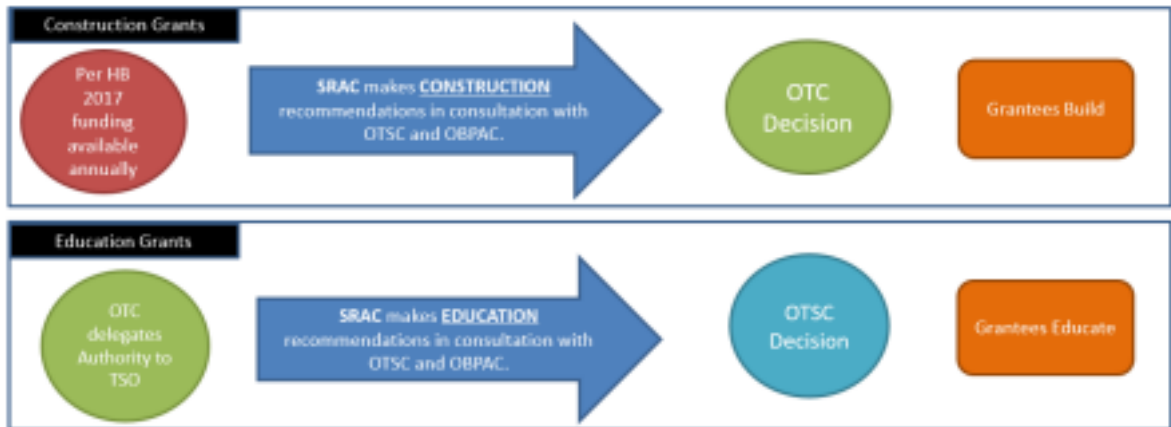 Construction Grants
Per HB
2017
funding
available
annually
SRAC makes CONSTRUCTION
recommendations in consultation with
OTSC and OBPAC.
OTC
Decision
Grantees Build
Education Grants
OTC
delegates
Authority to
TSO
SRAC makes EDUCATION
recommendations in consultation with
OTSC and OBPAC.
OTSC
Decision
Grantees Educate